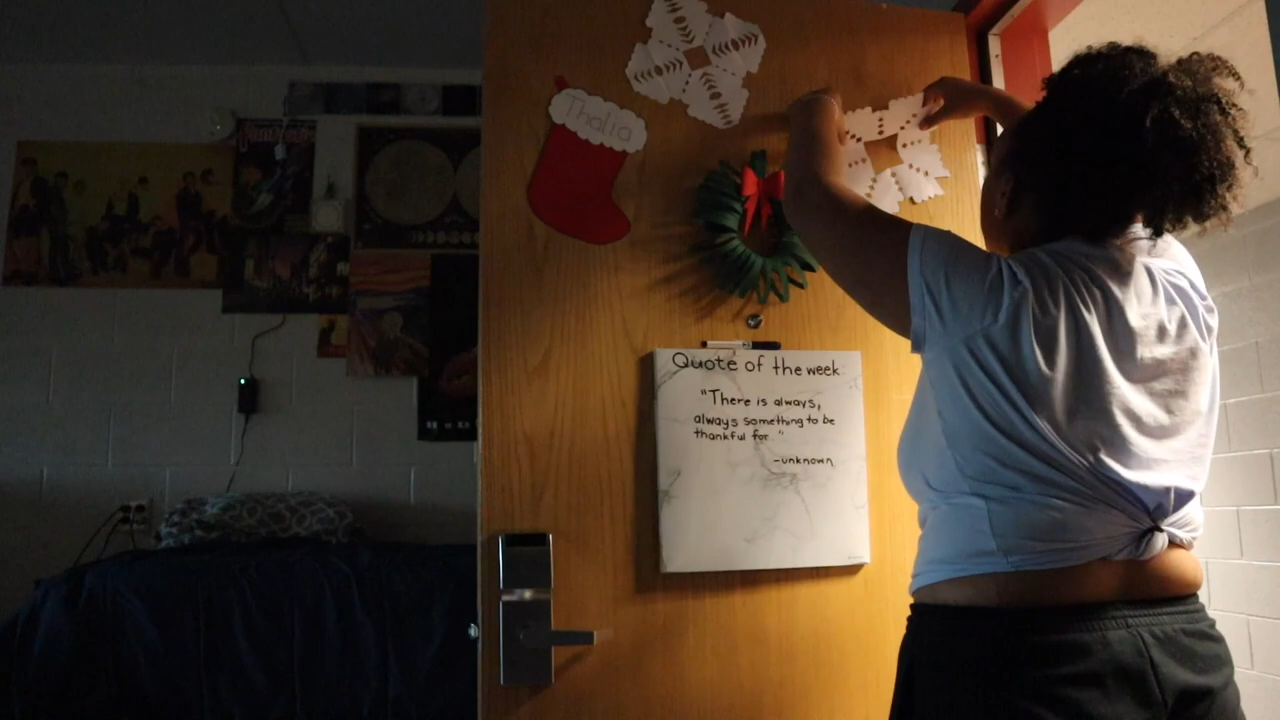 Thalia
Quote of the week
"There is always,
always something to be
thankful for."
-unknown